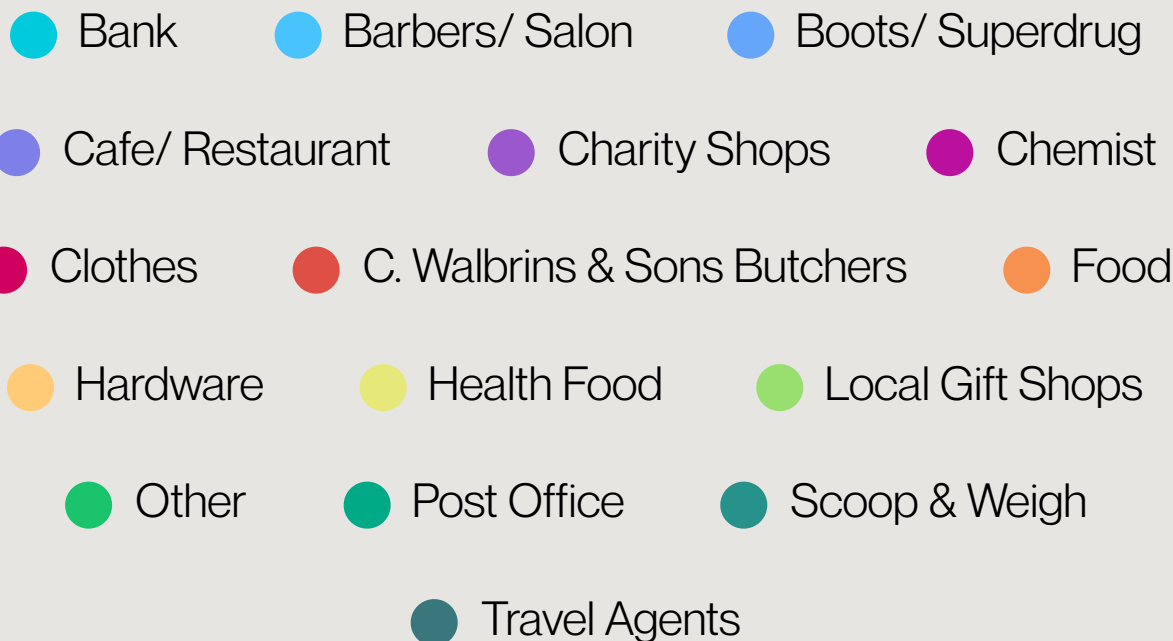 Bank Barbers/ Salon Boots/ Superdrug
Cafe/ Restaurant Charity Shops Chemist
Clothes C. Walbrins & Sons Butchers Food
Hardware Health Food Local Gift Shops
Other Post Office Scoop & Weigh
Travel Agents